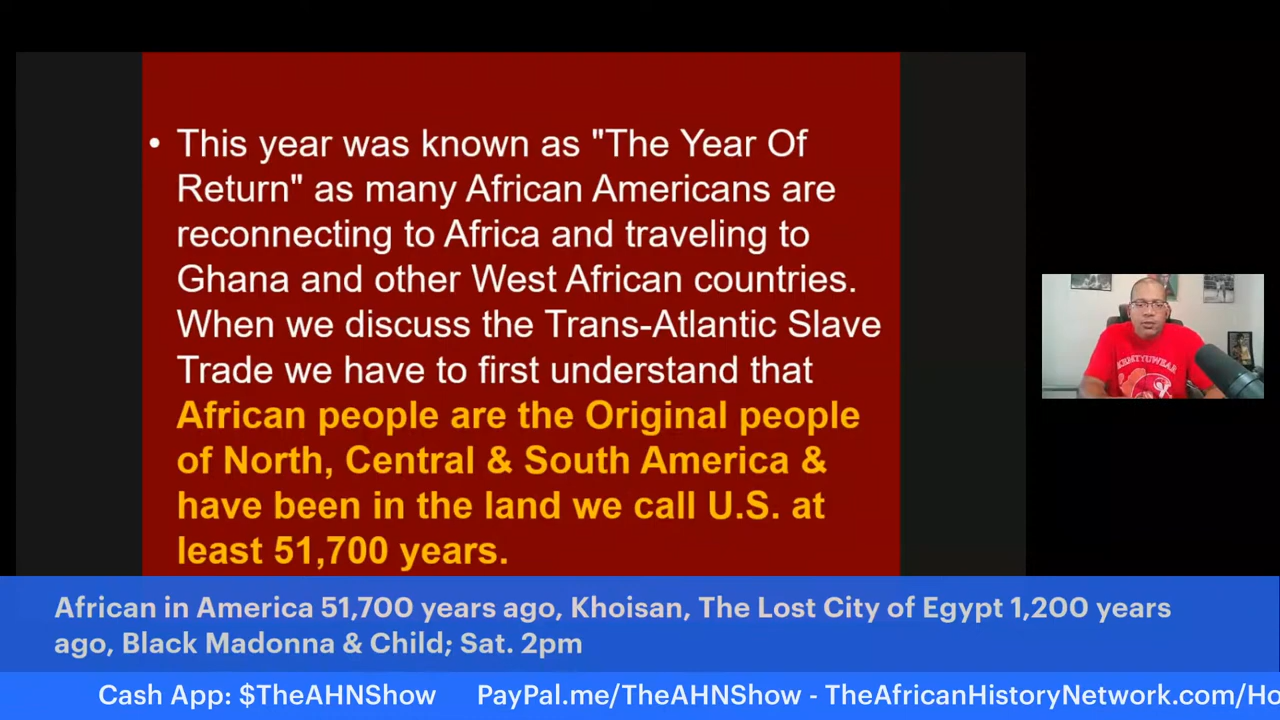 • This year was known as "The Year Of
Return" as many African Americans are
reconnecting to Africa and traveling to
Ghana and other West African countries.
When we discuss the Trans-Atlantic Slave
Trade we have to first understand that
African people are the Original people
of North, Central & South America &
have been in the land we call U.S. at
least 51,700 years.
KEMTYUWEAR
African in America 51,700 years ago, Khoisan, The Lost City of Egypt 1,200 years
ago, Black Madonna & Child; Sat. 2pm
Cash App: $TheAHNShow PayPal.me/TheAHNShow - TheAfricanHistoryNetwork.com/Ho